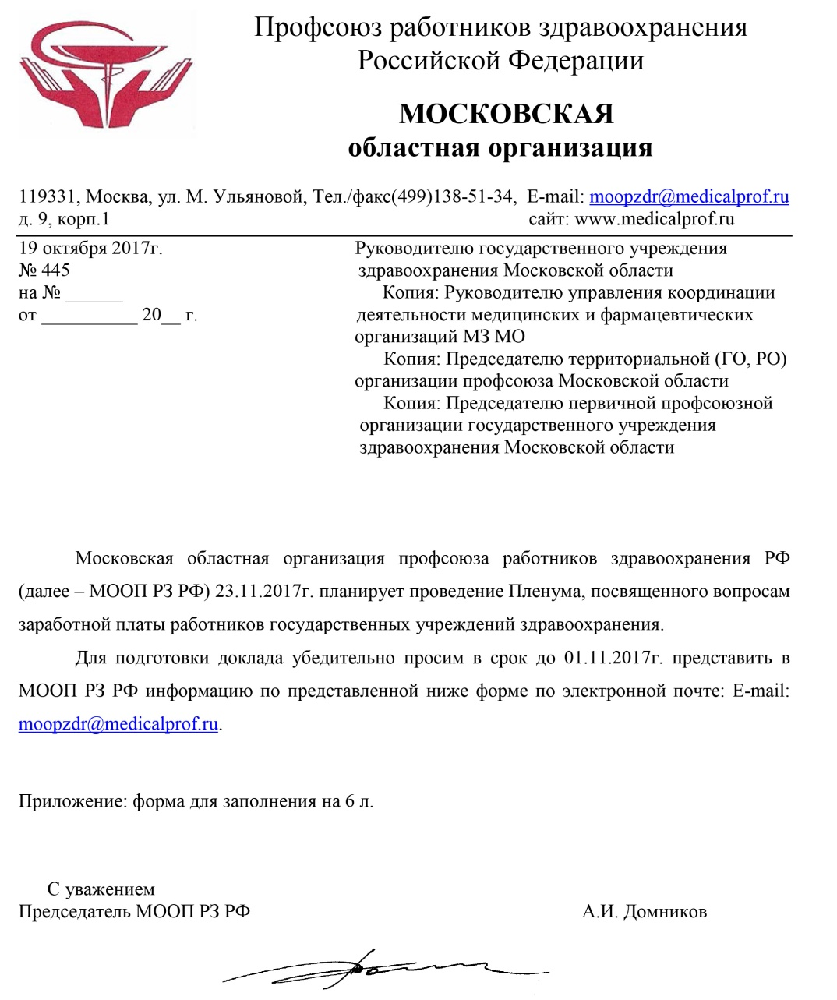 Профсоюз работников здравоохранения
Российской Федерации
МОСКОВСКАЯ
областная организация
119331, Москва, ул. М. Ульяновой, Тел./факс(499)138-51-34, E-mail: moopzdr@medicalprof.ru
д. 9, корп.1 сайт: www.medicalprof.ru
19 октября 2017г.
№ 445
на № ______
от __________ 20__ г.
Руководителю государственного учреждения
здравоохранения Московской области
Копия: Руководителю управления координации
деятельности медицинских и фармацевтических
организаций МЗ МО
Копия: Председателю территориальной (ГО, РО)
организации профсоюза Московской области
Копия: Председателю первичной профсоюзной
организации государственного учреждения
здравоохранения Московской области
Московская областная организация профсоюза работников здравоохранения РФ
(далее – МООП РЗ РФ) 23.11.2017г. планирует проведение Пленума, посвященного вопросам
заработной платы работников государственных учреждений здравоохранения.
Для подготовки доклада убедительно просим в срок до 01.11.2017г. представить в
МООП РЗ РФ информацию по представленной ниже форме по электронной почте: E-mail:
moopzdr@medicalprof.ru.
Приложение: форма для заполнения на 6 л.
С уважением
Председатель МООП РЗ РФ А.И. Домников